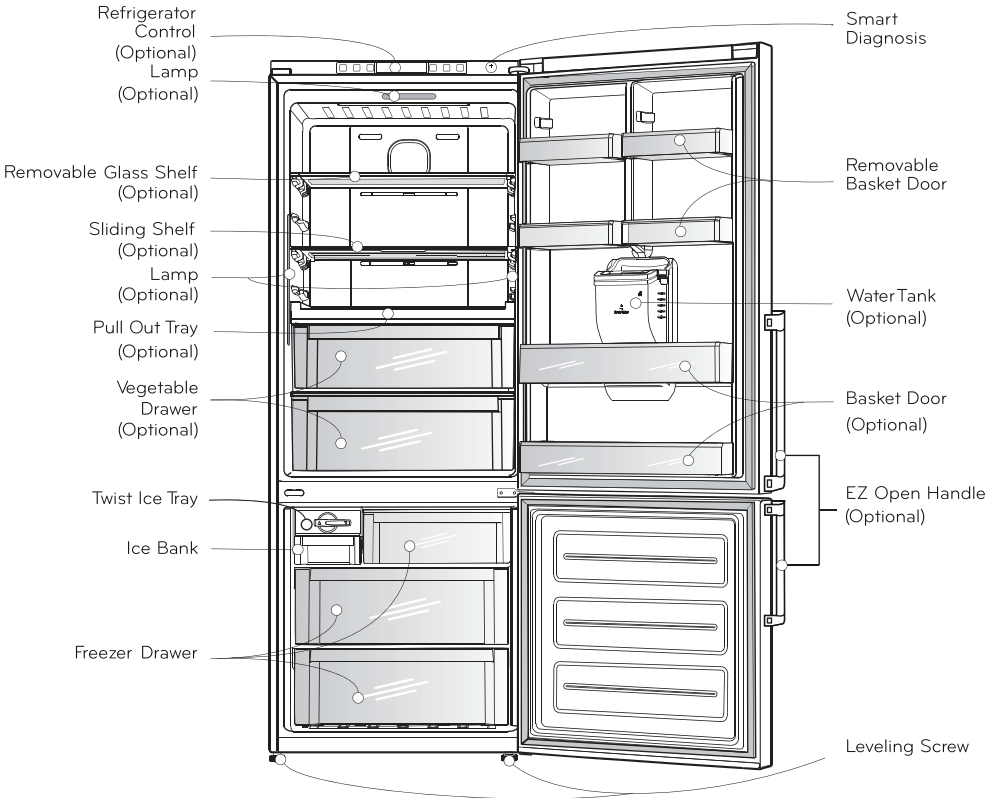 Refrigerator
Control
(Optional)
Lamp
(Optional)
Removable Glass Shelf
(Optional)
Sliding Shelf
(Optional)
Lamp
(Optional)
Pull Out Tray
(Optional)
Vegetable
Drawer
(Optional)
Twist Ice Tray
Ice Bank
Freezer Drawer
Smart
Diagnosis
Removable
Basket Door
Water Tank
(Optional)
Basket Door
(Optional)
EZ Open Handle
(Optional)
Leveling Screw